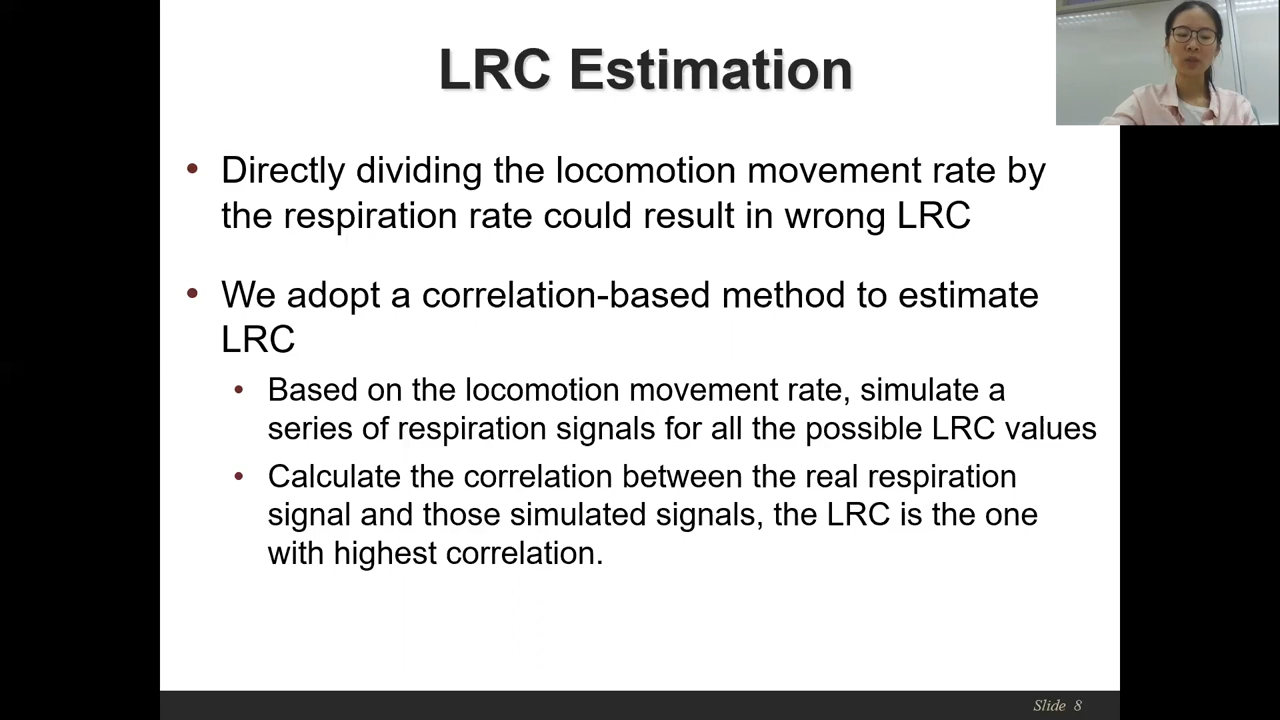 LRC Estimation
• Directly dividing the locomotion movement rate by
the respiration rate could result in wrong LRC
• We adopt a correlation-based method to estimate
LRC
• Based on the locomotion movement rate, simulate a
series of respiration signals for all the possible LRC values
• Calculate the correlation between the real respiration
signal and those simulated signals, the LRC is the one
with highest correlation.
Slide 8